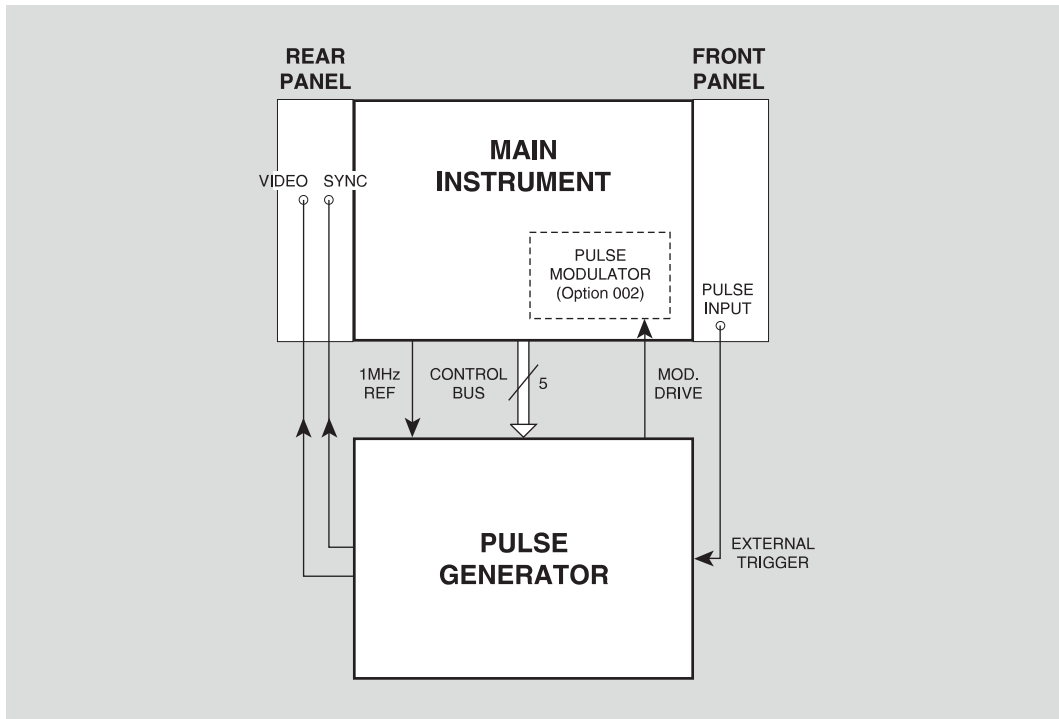 REAR
PANEL
FRONT
PANEL
MAIN
INSTRUMENT
VIDEO
SYNC
PULSE
MODULATOR
(Option 002)
PULSE
INPUT
1MHz
REF
CONTROL
BUS
5
MOD.
DRIVE
PULSE
GENERATOR
EXTERNAL
TRIGGER